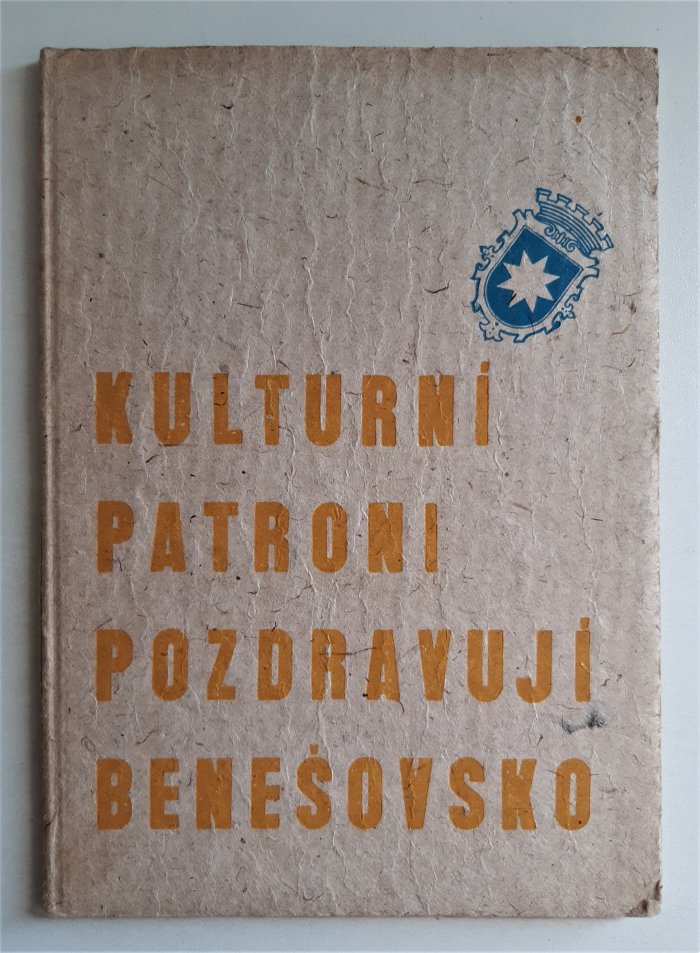 KULTURNÍ
PATRONI
POZDRAVUJÍ
BENEŠOVSKO